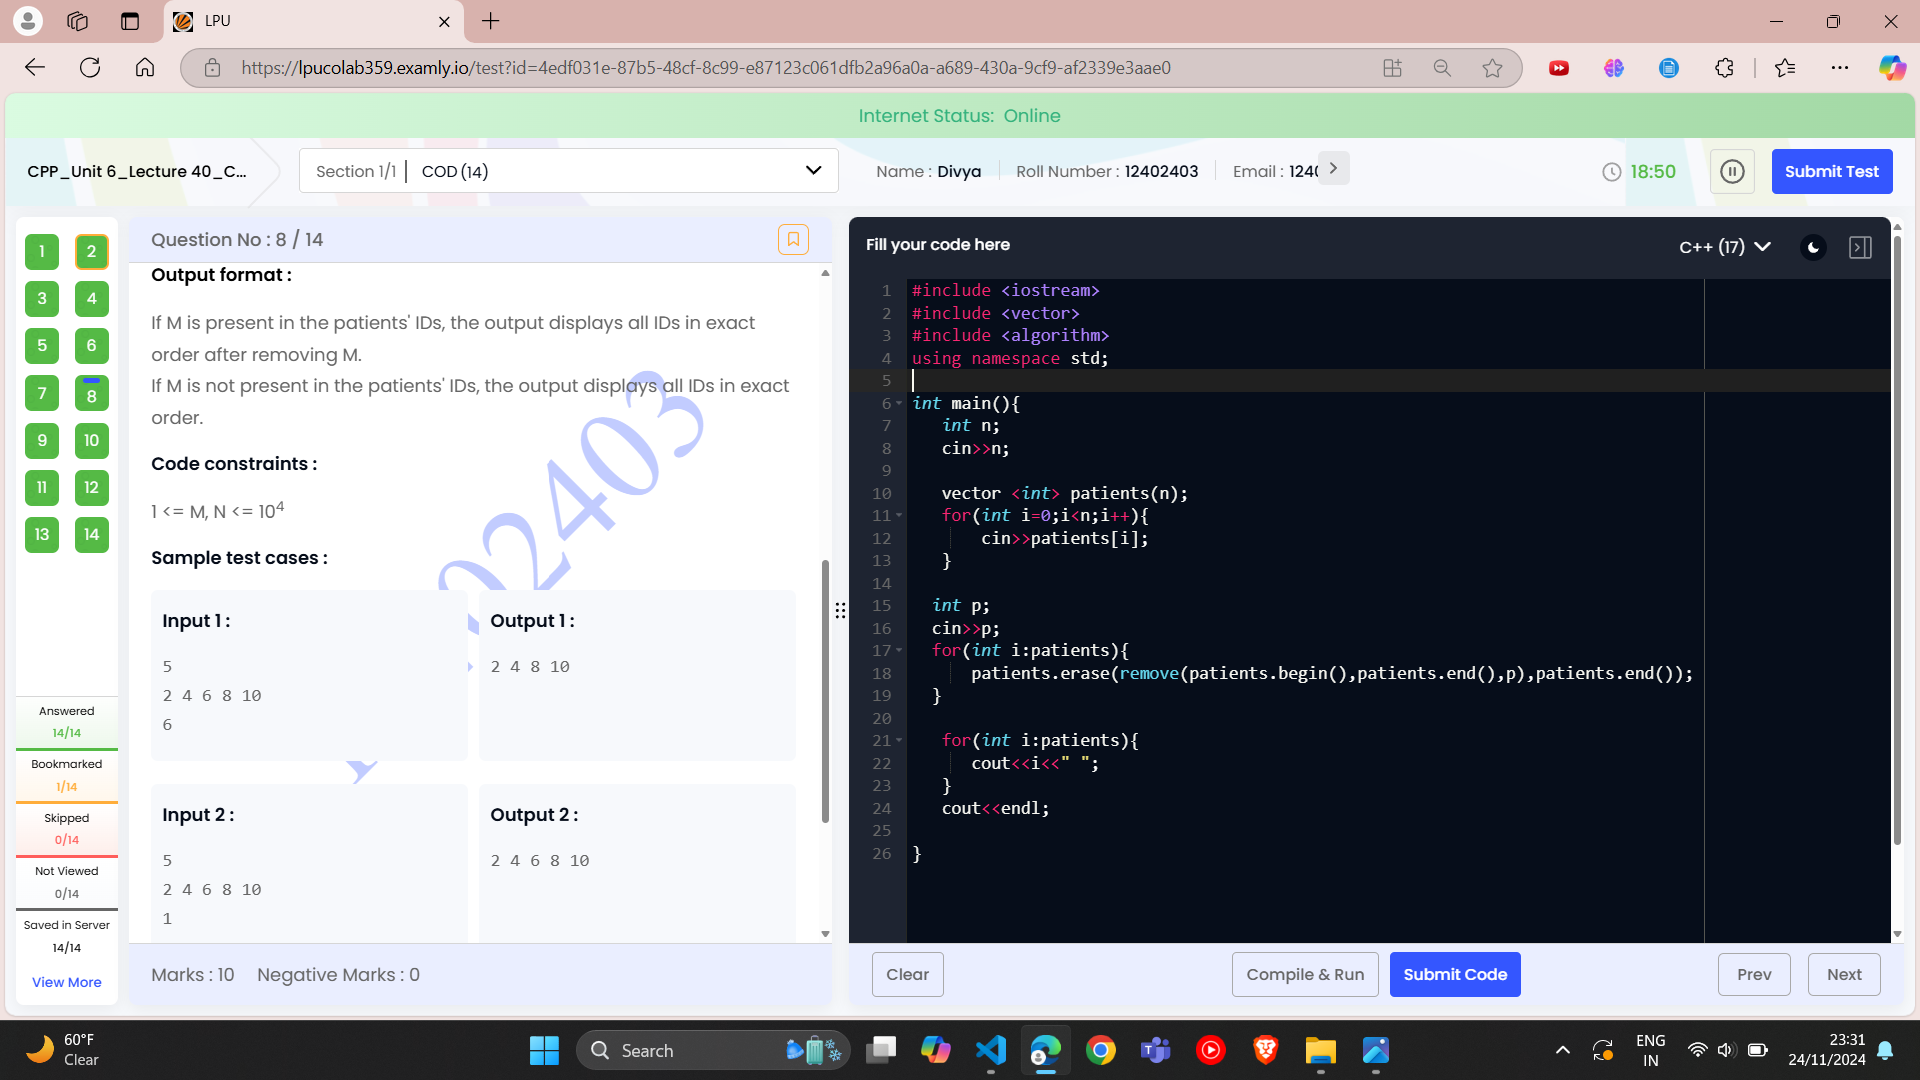 LPU
https://lpucolab359.examly.io/test?id=4edf031e-87b5-48cf-8c99-e87123c061dfb2a96a0a-a689-430a-9cf9-af2339e3aae0
Internet Status: Online
CPP_Unit 6_Lecture 40_C...
Section 1/1
COD (14)
Name : Divya
Roll Number : 12402403
Email : 1240
18:50
Submit Test
1 2
3 4
5 6
7 8
9 10
11 12
13 14
Answered
14/14
Bookmarked
1/14
Skipped
0/14
Not Viewed
0/14
Saved in Server
14/14
View More
Question No : 8 / 14
Output format :
If M is present in the patients' IDs, the output displays all IDs in exact
order after removing M.
If M is not present in the patients' IDs, the output displays all IDs in exact
order.
Code constraints :
1 <= M, N <= 10⁴
Sample test cases :
Input 1 :
5
2 4 6 8 10
6
Output 1 :
2 4 8 10
Input 2 :
5
2 4 6 8 10
1
Output 2 :
2 4 6 8 10
Marks : 10
Negative Marks : 0
Fill your code here
C++ (17)
1 #include <iostream>
2 #include <vector>
3 #include <algorithm>
4 using namespace std;
5
6 int main(){
7 int n;
8 cin>>n;
9
10 vector <int> patients(n);
11 for(int i=0;i<n;i++){
12 cin>>patients[i];
13 }
14
15 int p;
16 cin>>p;
17 for(int i:patients){
18 patients.erase(remove(patients.begin(),patients.end(),p),patients.end());
19 }
20
21 for(int i:patients){
22 cout<<i<<" ";
23 }
24 cout<<endl;
25
26 }
Clear
Compile & Run
Submit Code
Prev
Next
60°F
Clear
Search
ENG
IN
23:31
24/11/2024